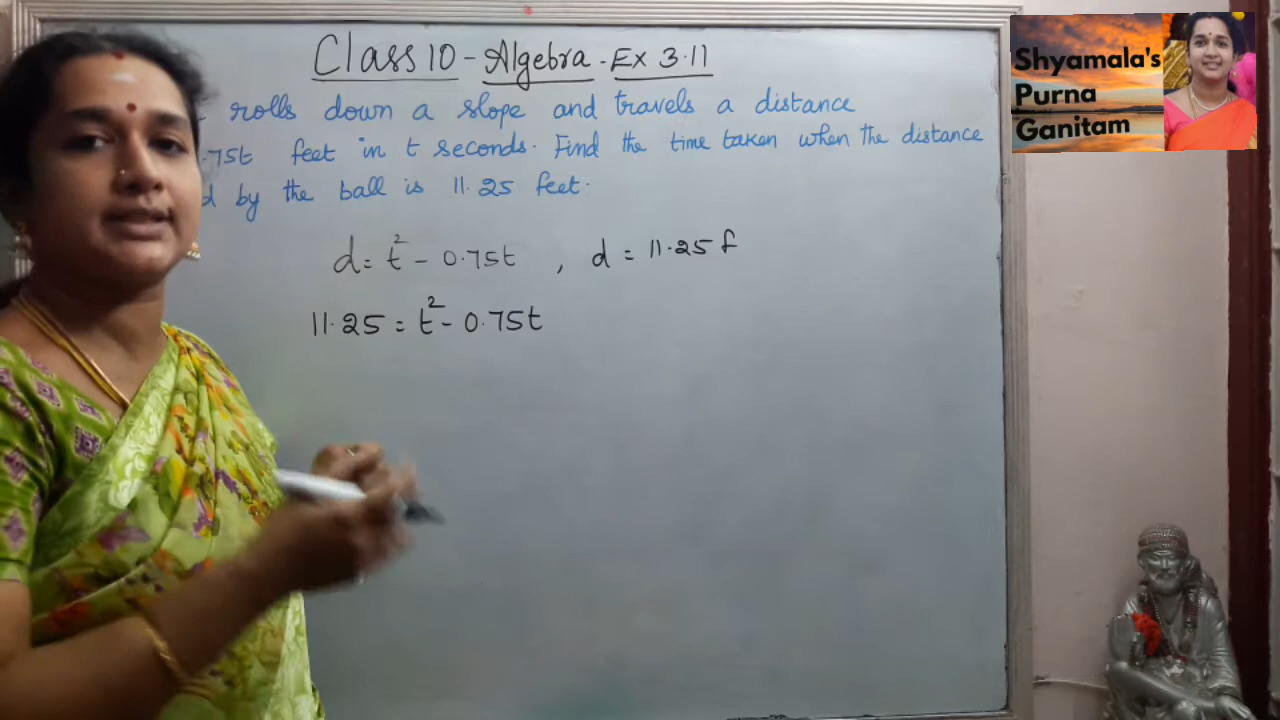 Class 10 - Algebra - Ex 3.11
rolls down a slope and travels a distance
.75t feet in t seconds. Find the time taken when the distance
d by the ball is 11.25 feet.
d = t² - 0.75t , d = 11.25 f
11.25 = t² - 0.75t
Shyamala's
Purna
Ganitam